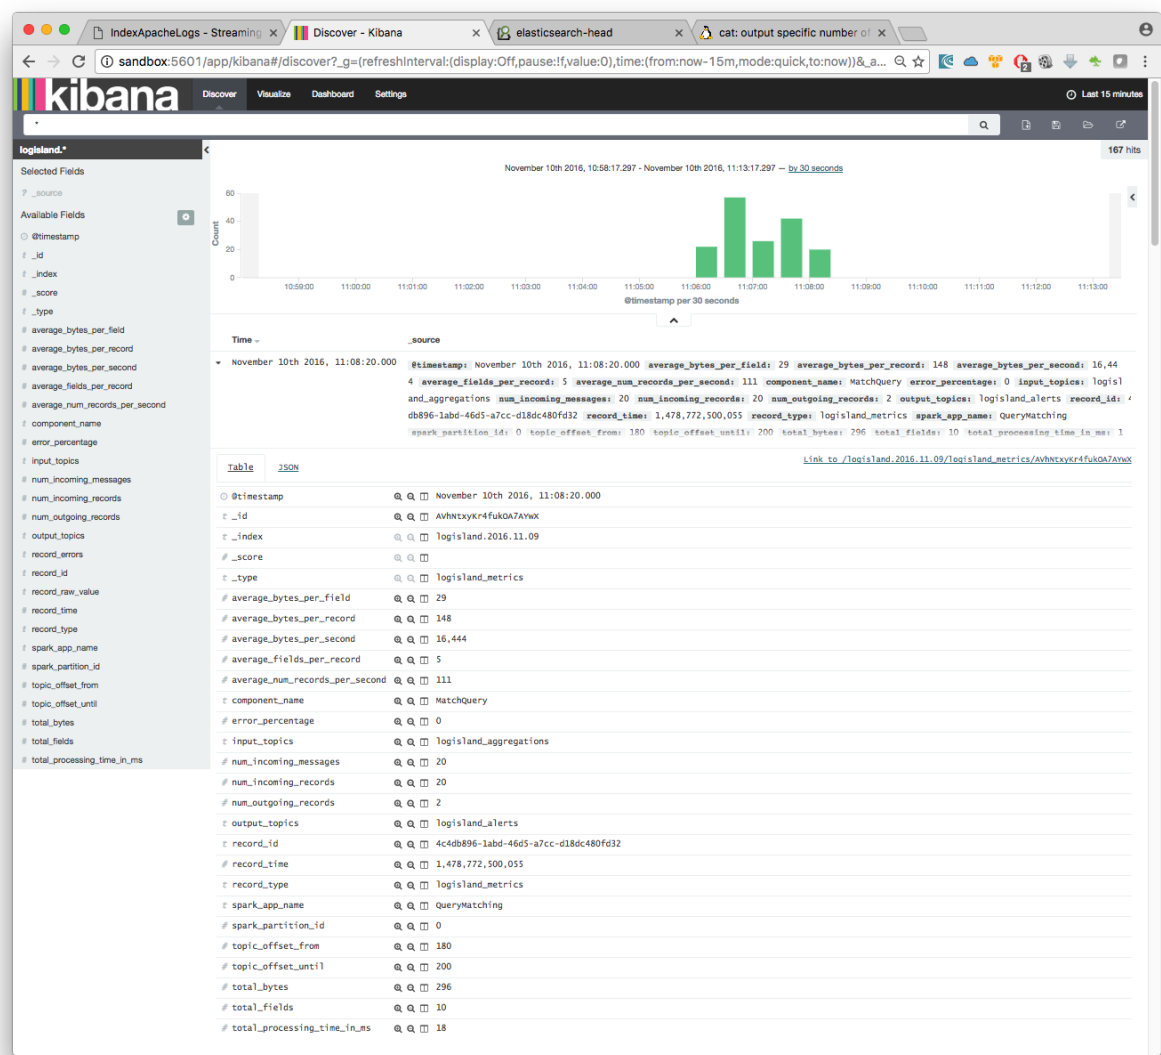 IndexApacheLogs - Streaming
Discover - Kibana
elasticsearch-head
cat: output specific number of
sandbox:5601/app/kibana#/discover?_g=(refreshInterval:(display:Off,pause:!f,value:0),time:(from:now-15m,mode:quick,to:now))&_a...
2
kibana Discover Visualize Dashboard Settings Last 15 minutes
*
logisland.* 167 hits
Selected Fields
? _source
Available Fields
@timestamp
t _id
t _index
# _score
t _type
# average_bytes_per_field
# average_bytes_per_record
# average_bytes_per_second
# average_fields_per_record
# average_num_records_per_second
t component_name
# error_percentage
t input_topics
# num_incoming_messages
# num_incoming_records
# num_outgoing_records
t output_topics
t record_errors
t record_id
t record_raw_value
# record_time
t record_type
t spark_app_name
# spark_partition_id
# topic_offset_from
# topic_offset_until
# total_bytes
# total_fields
# total_processing_time_in_ms
November 10th 2016, 10:58:17.297 - November 10th 2016, 11:13:17.297 — by 30 seconds
Count
60
40
20
0
10:59:00 11:00:00 11:01:00 11:02:00 11:03:00 11:04:00 11:05:00 11:06:00 11:07:00 11:08:00 11:09:00 11:10:00 11:11:00 11:12:00 11:13:00
@timestamp per 30 seconds
Time _source
November 10th 2016, 11:08:20.000 @timestamp: November 10th 2016, 11:08:20.000 average_bytes_per_field: 29 average_bytes_per_record: 148 average_bytes_per_second: 16,44
4 average_fields_per_record: 5 average_num_records_per_second: 111 component_name: MatchQuery error_percentage: 0 input_topics: logisl
and_aggregations num_incoming_messages: 20 num_incoming_records: 20 num_outgoing_records: 2 output_topics: logisland_alerts record_id: 4
db896-1abd-46d5-a7cc-d18dc480fd32 record_time: 1,478,772,500,055 record_type: logisland_metrics spark_app_name: QueryMatching
spark_partition_id: 0 topic_offset_from: 180 topic_offset_until: 200 total_bytes: 296 total_fields: 10 total_processing_time_in_ms: 1
Table JSON Link to /logisland.2016.11.09/logisland_metrics/AVhNtxyKr4fukOA7AYwX
@timestamp November 10th 2016, 11:08:20.000
t _id AVhNtxyKr4fukOA7AYwX
t _index logisland.2016.11.09
# _score
t _type logisland_metrics
# average_bytes_per_field 29
# average_bytes_per_record 148
# average_bytes_per_second 16,444
# average_fields_per_record 5
# average_num_records_per_second 111
t component_name MatchQuery
# error_percentage 0
t input_topics logisland_aggregations
# num_incoming_messages 20
# num_incoming_records 20
# num_outgoing_records 2
t output_topics logisland_alerts
t record_id 4c4db896-1abd-46d5-a7cc-d18dc480fd32
# record_time 1,478,772,500,055
t record_type logisland_metrics
t spark_app_name QueryMatching
# spark_partition_id 0
# topic_offset_from 180
# topic_offset_until 200
# total_bytes 296
# total_fields 10
# total_processing_time_in_ms 18